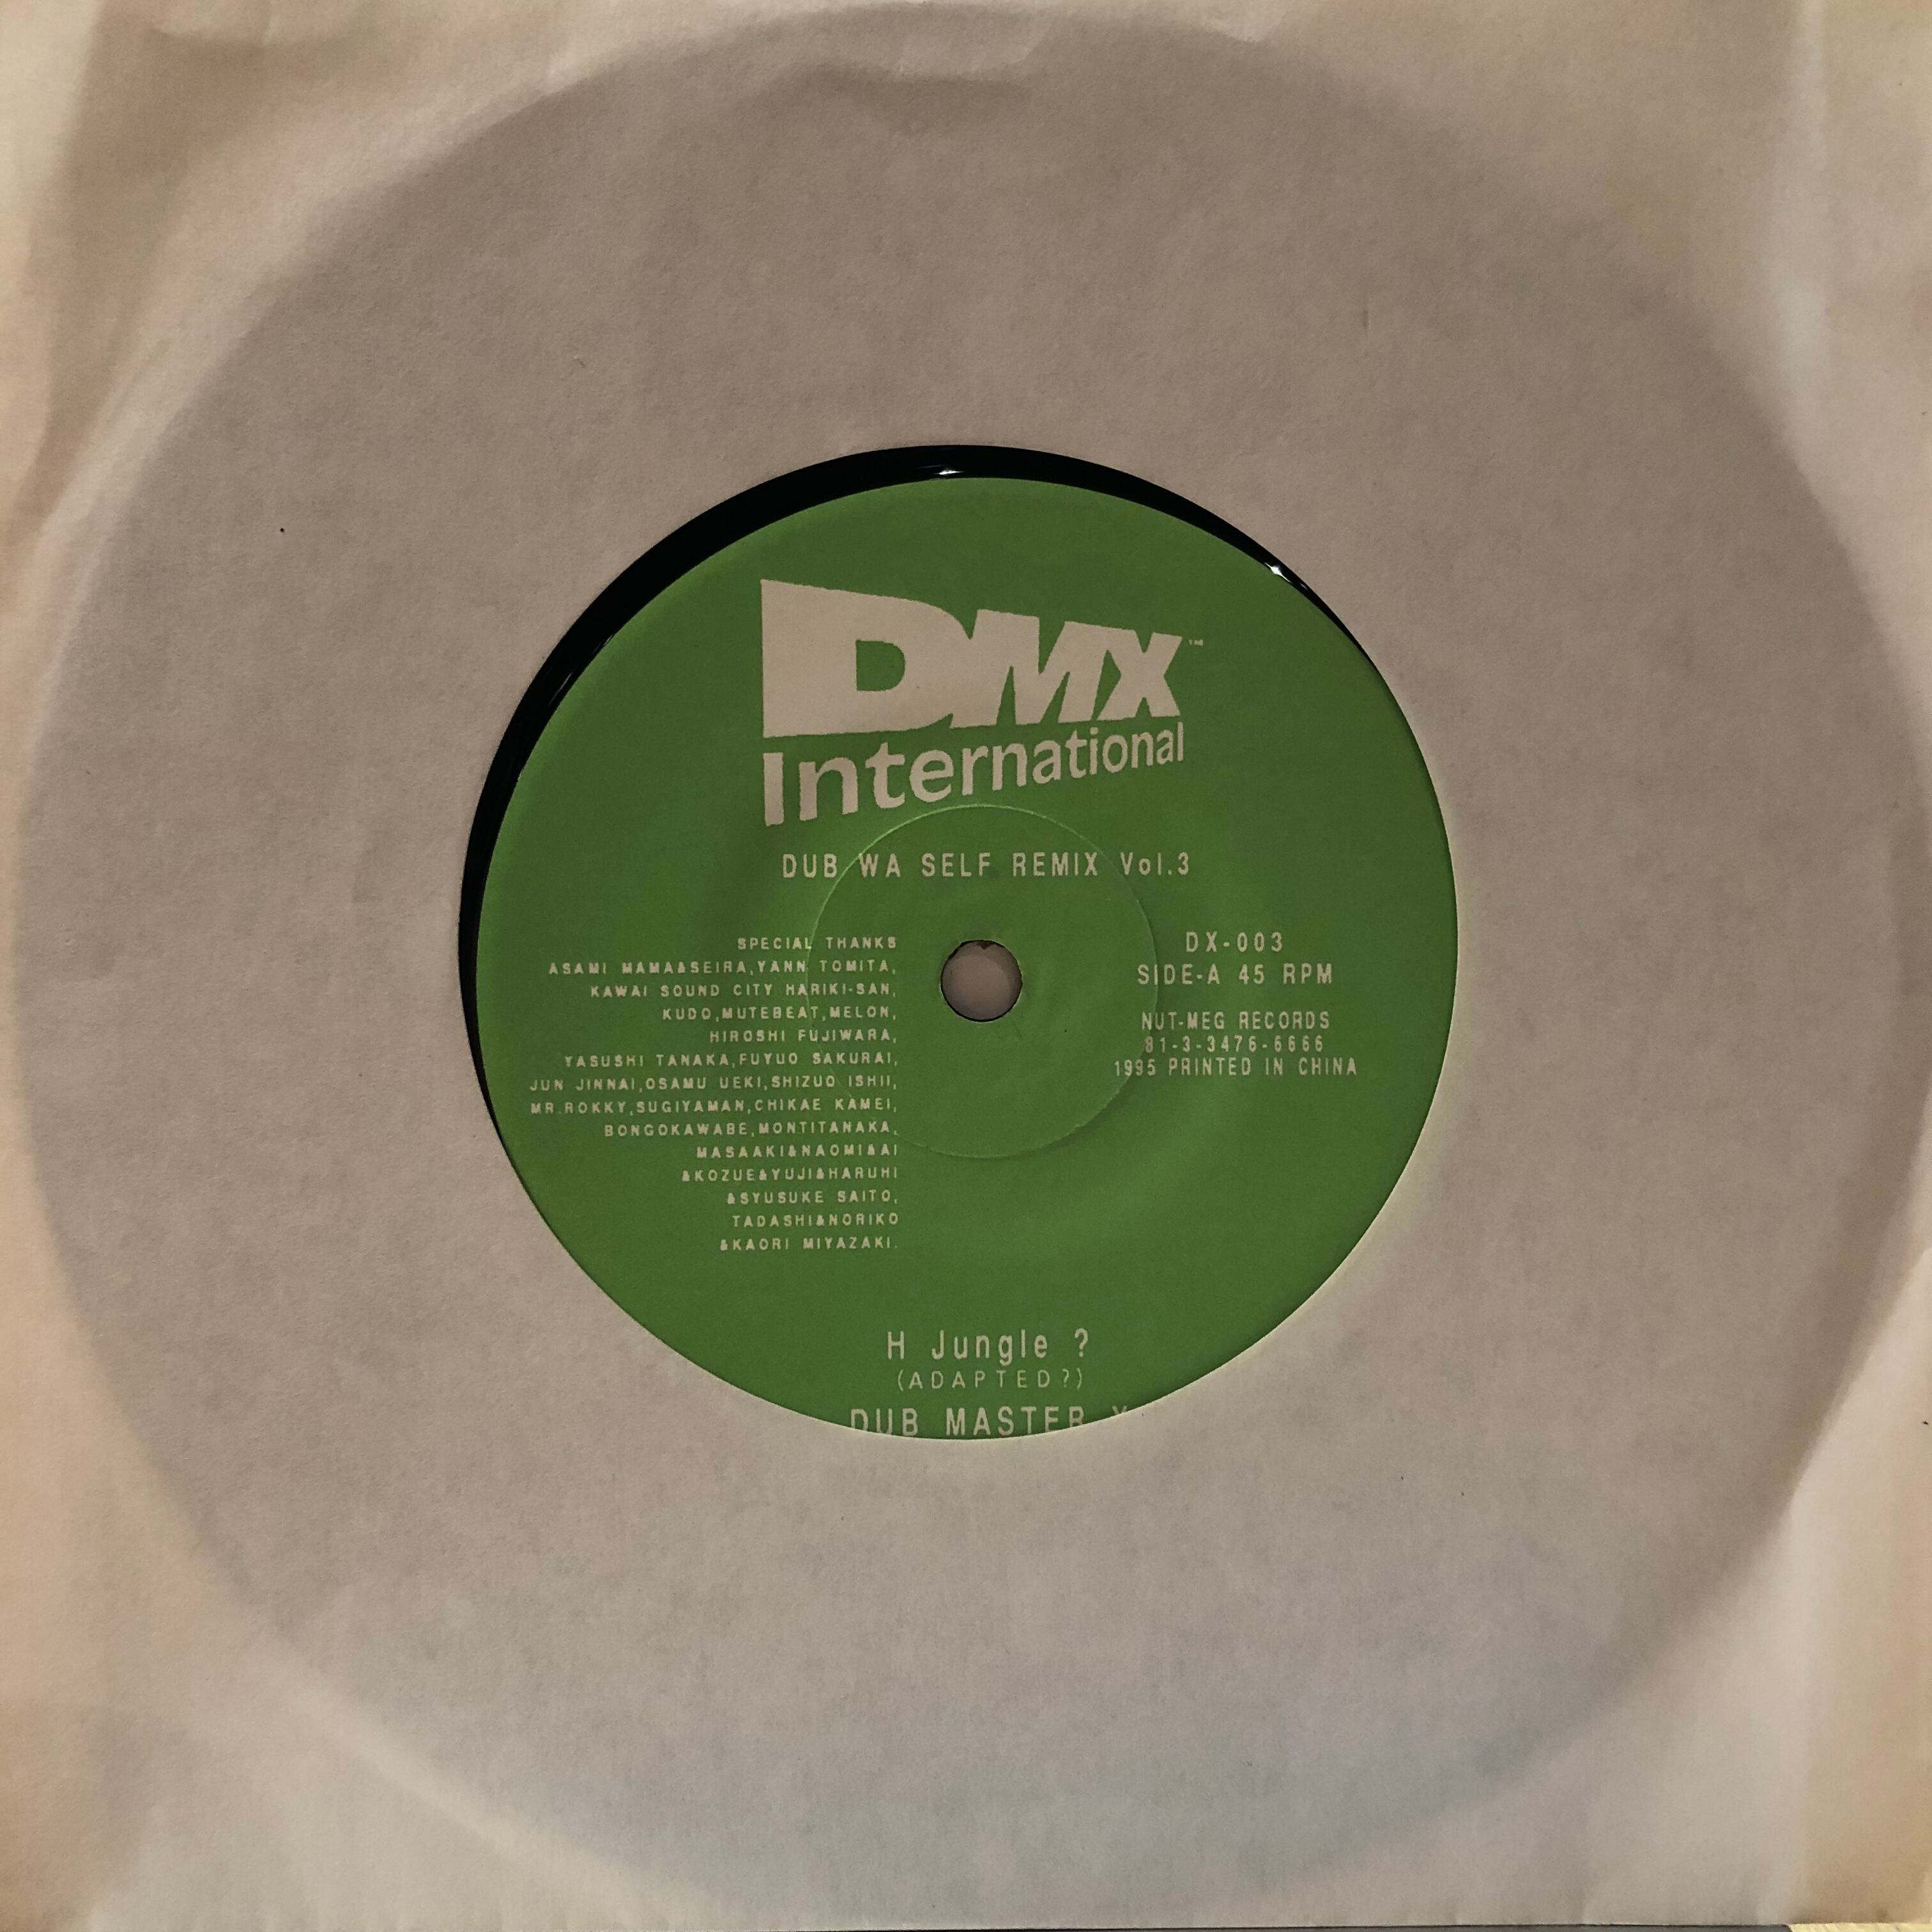 DMX™
International
DUB WA SELF REMIX Vol.3
SPECIAL THANKS
ASAMI MAMA&SEIRA,YANN TOMITA,
KAWAI SOUND CITY HARIKI-SAN,
KUDO,MUTEBEAT,MELON,
HIROSHI FUJIWARA,
YASUSHI TANAKA,FUYUO SAKURAI,
JUN JINNAI,OSAMU UEKI,SHIZUO ISHII,
MR.ROKKY,SUGIYAMAN,CHIKAE KAMEI,
BONGOKAWABE,MONTITANAKA,
MASAAKI&NAOMI&AI
&KOZUE&YUJI&HARUHI
&SYUSUKE SAITO,
TADASHI&NORIKO
&KAORI MIYAZAKI.
DX-003
SIDE-A 45 RPM
NUT-MEG RECORDS
81-3-3476-6666
1995 PRINTED IN CHINA
H Jungle ?
(ADAPTED?)
DUB MASTER X